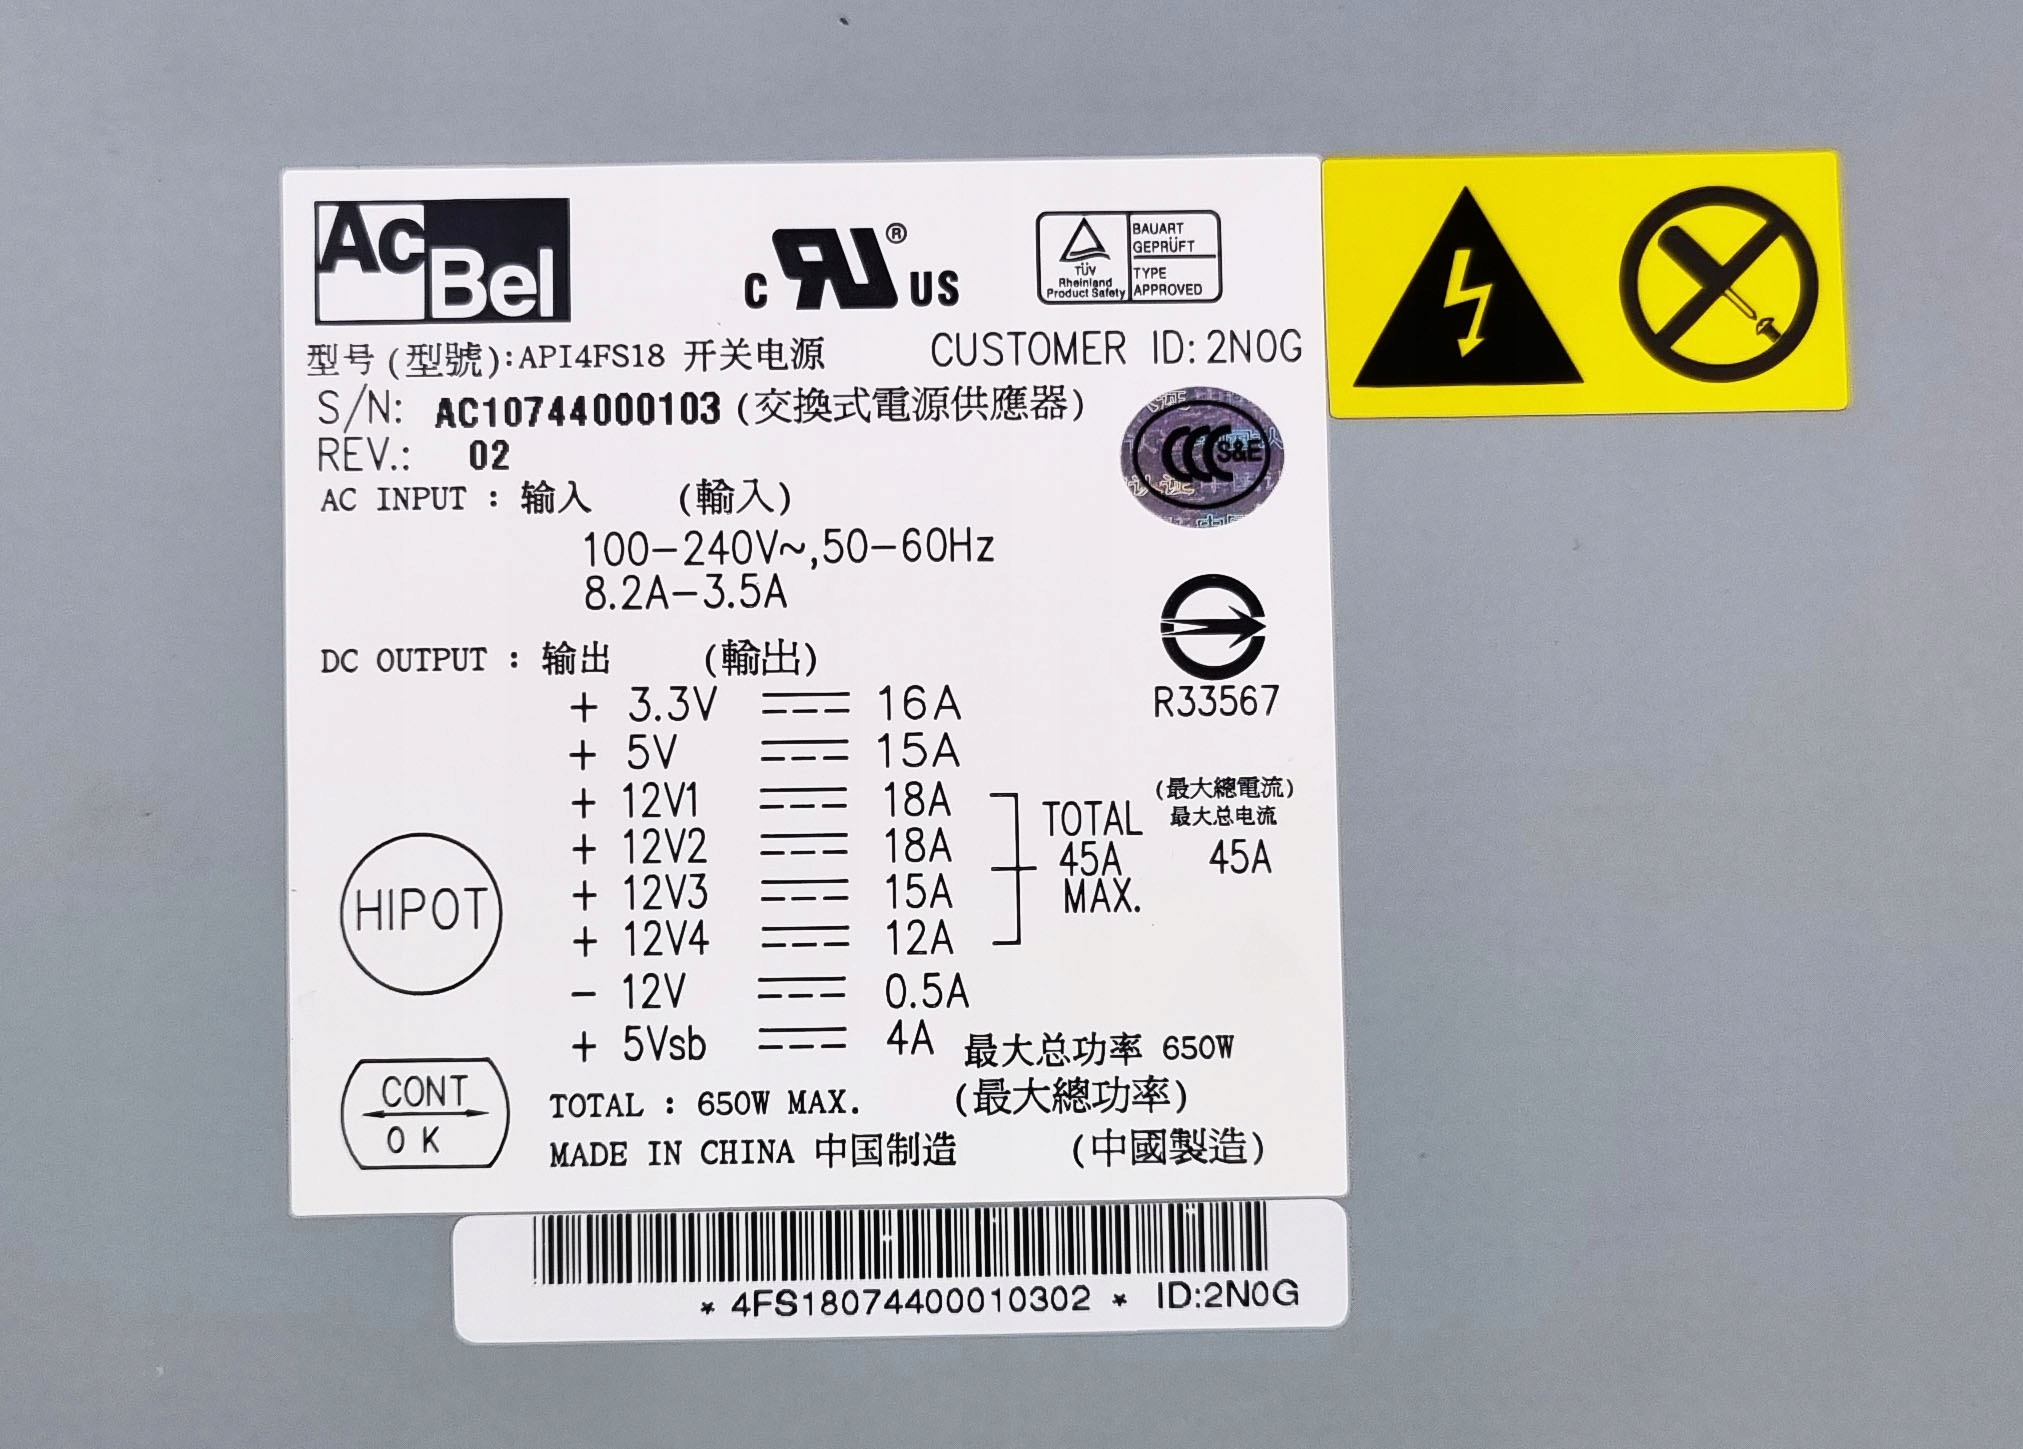 AcBel
c RU ® US
TÜV Rheinland Product Safety
BAUART GEPRÜFT
TYPE APPROVED
型号(型號):API4FS18 开关电源 CUSTOMER ID: 2N0G
S/N: AC10744000103 (交換式電源供應器)
REV.: 02
CCC S&E
AC INPUT : 输入 (輸入)
100-240V~,50-60Hz
8.2A-3.5A
R33567
DC OUTPUT : 输出 (輸出)
+ 3.3V 16A
+ 5V 15A
+ 12V1 18A
+ 12V2 18A
+ 12V3 15A
+ 12V4 12A
TOTAL 45A MAX.
(最大總電流)
最大总电流
45A
- 12V 0.5A
+ 5Vsb 4A
最大总功率 650W
TOTAL : 650W MAX. (最大總功率)
MADE IN CHINA 中国制造 (中國製造)
HIPOT
CONT
OK
* 4FS18074400010302 * ID:2N0G